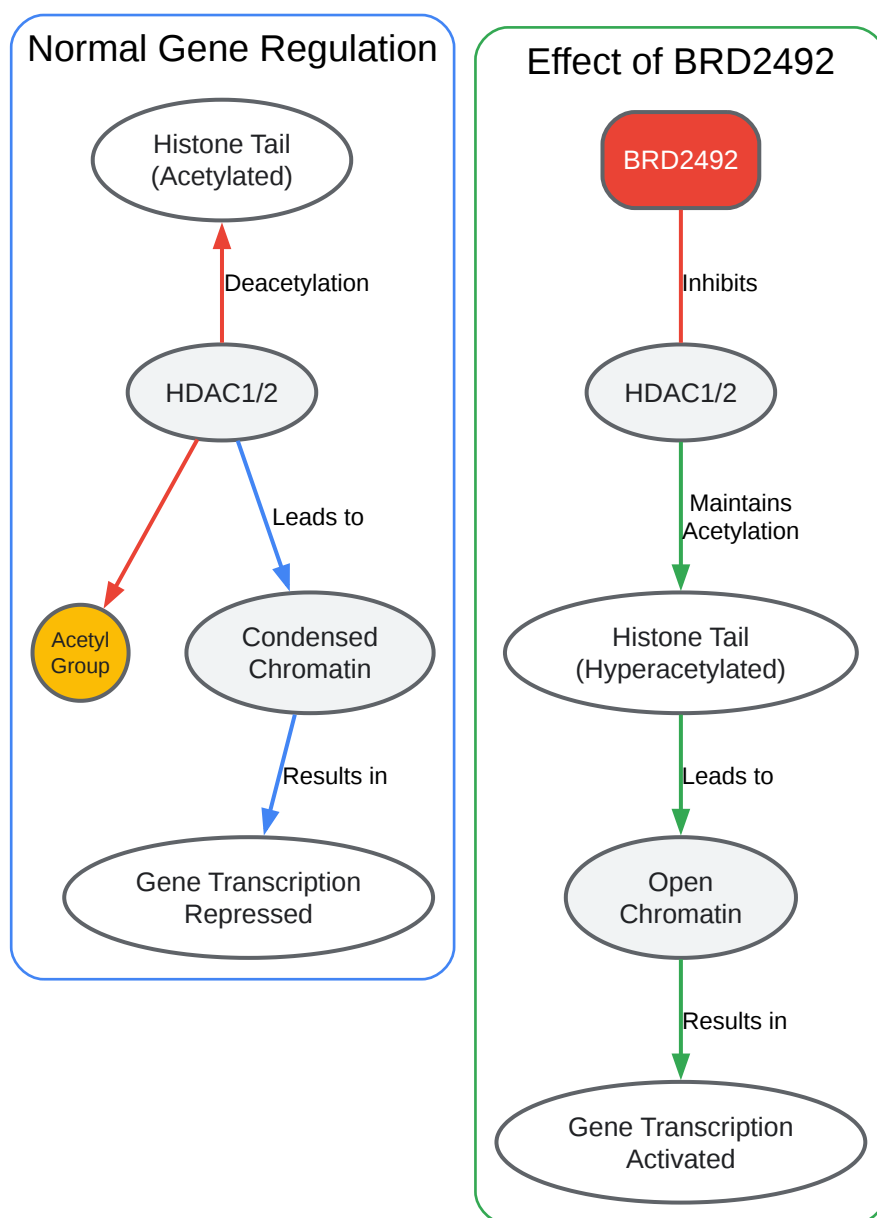 Normal Gene Regulation
Histone Tail
(Acetylated)
Deacetylation
HDAC1/2
Leads to
Acetyl
Group
Condensed
Chromatin
Results in
Gene Transcription
Repressed
Effect of BRD2492
BRD2492
Inhibits
HDAC1/2
Maintains
Acetylation
Histone Tail
(Hyperacetylated)
Leads to
Open
Chromatin
Results in
Gene Transcription
Activated